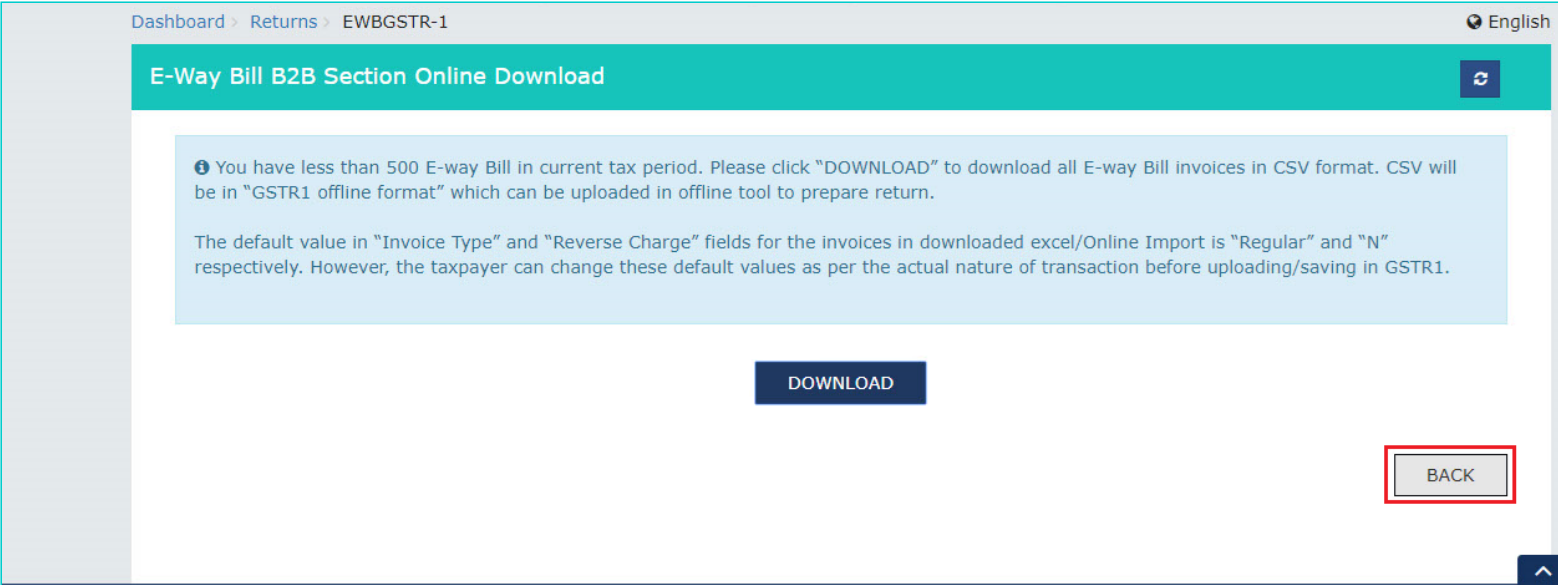 Dashboard > Returns > EWBGSTR-1
English
E-Way Bill B2B Section Online Download
You have less than 500 E-way Bill in current tax period. Please click “DOWNLOAD” to download all E-way Bill invoices in CSV format. CSV will
be in “GSTR1 offline format” which can be uploaded in offline tool to prepare return.
The default value in “Invoice Type” and “Reverse Charge” fields for the invoices in downloaded excel/Online Import is “Regular” and “N”
respectively. However, the taxpayer can change these default values as per the actual nature of transaction before uploading/saving in GSTR1.
DOWNLOAD
BACK